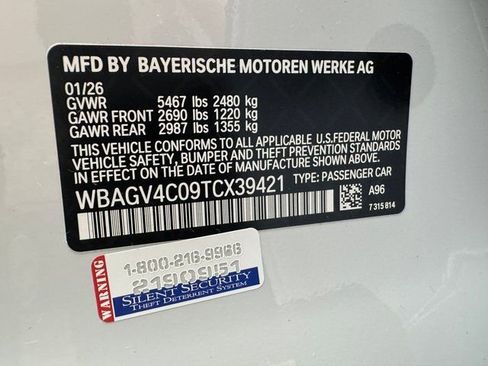 MFD BY BAYERISCHE MOTOREN WERKE AG
01/26
GVWR 5467 lbs 2480 kg
GAWR FRONT 2690 lbs 1220 kg
GAWR REAR 2987 lbs 1355 kg
THIS VEHICLE CONFORMS TO ALL APPLICABLE U.S.FEDERAL MOTOR
VEHICLE SAFETY, BUMPER AND THEFT PREVENTION STANDARDS
IN EFFECT ON THE DATE OF MANUFACTURE SHOWN ABOVE.
WBAGV4C09TCX39421 TYPE: PASSENGER CAR
A96
7 315 814
WARNING
1-800-216-9986
21909451
SILENT SECURITY
THEFT DETERRENT SYSTEM